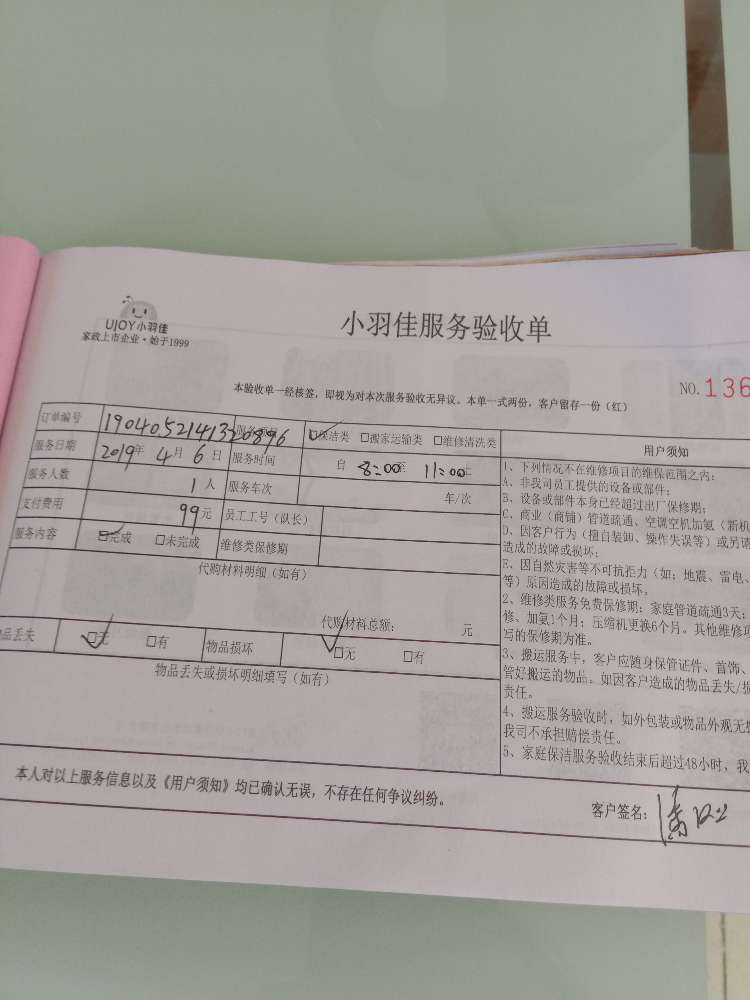 UJOY小羽佳
家政上市企业·始于1999
小羽佳服务验收单
本验收单一经核签，即视为对本次服务验收无异议。本单一式两份，客户留存一份（红）
NO.136
订单编号 1904052141320896 服务项目 ☑保洁类 □搬家运输类 □维修清洗类
服务日期 2019年 4月 6日 服务时间 自 8:00至 11:00止
服务人数 1人 服务车次 车/次
支付费用 99元 员工工号（队长）
服务内容 ☑完成 □未完成 维修类保修期
代购材料明细（如有）
代购材料总额： 元
品丢失 ☑无 □有 物品损坏 ☑无 □有
物品丢失或损坏明细填写（如有）
用户须知
1、下列情况不在维修项目的维保范围之内：
A、非我司员工提供的设备或部件；
B、设备或部件本身已经超过出厂保修期；
C、商业（商铺）管道疏通、空调空机加氨（新机
D、因客户行为（擅自装卸、操作失误等）或另请
造成的故障或损坏；
E、因自然灾害等不可抗拒力（如：地震、雷电、
等）原因造成的故障或损坏。
2、维修类服务免费保修期：家庭管道疏通3天；
修、加氨1个月；压缩机更换6个月。其他维修项
写的保修期为准。
3、搬运服务中，客户应随身保管证件、首饰、
管好搬运的物品。如因客户造成的物品丢失/损
责任。
4、搬运服务验收时，如外包装或物品外观无损
我司不承担赔偿责任。
5、家庭保洁服务验收结束后超过48小时，我
本人对以上服务信息以及《用户须知》均已确认无误，不存在任何争议纠纷。
客户签名：